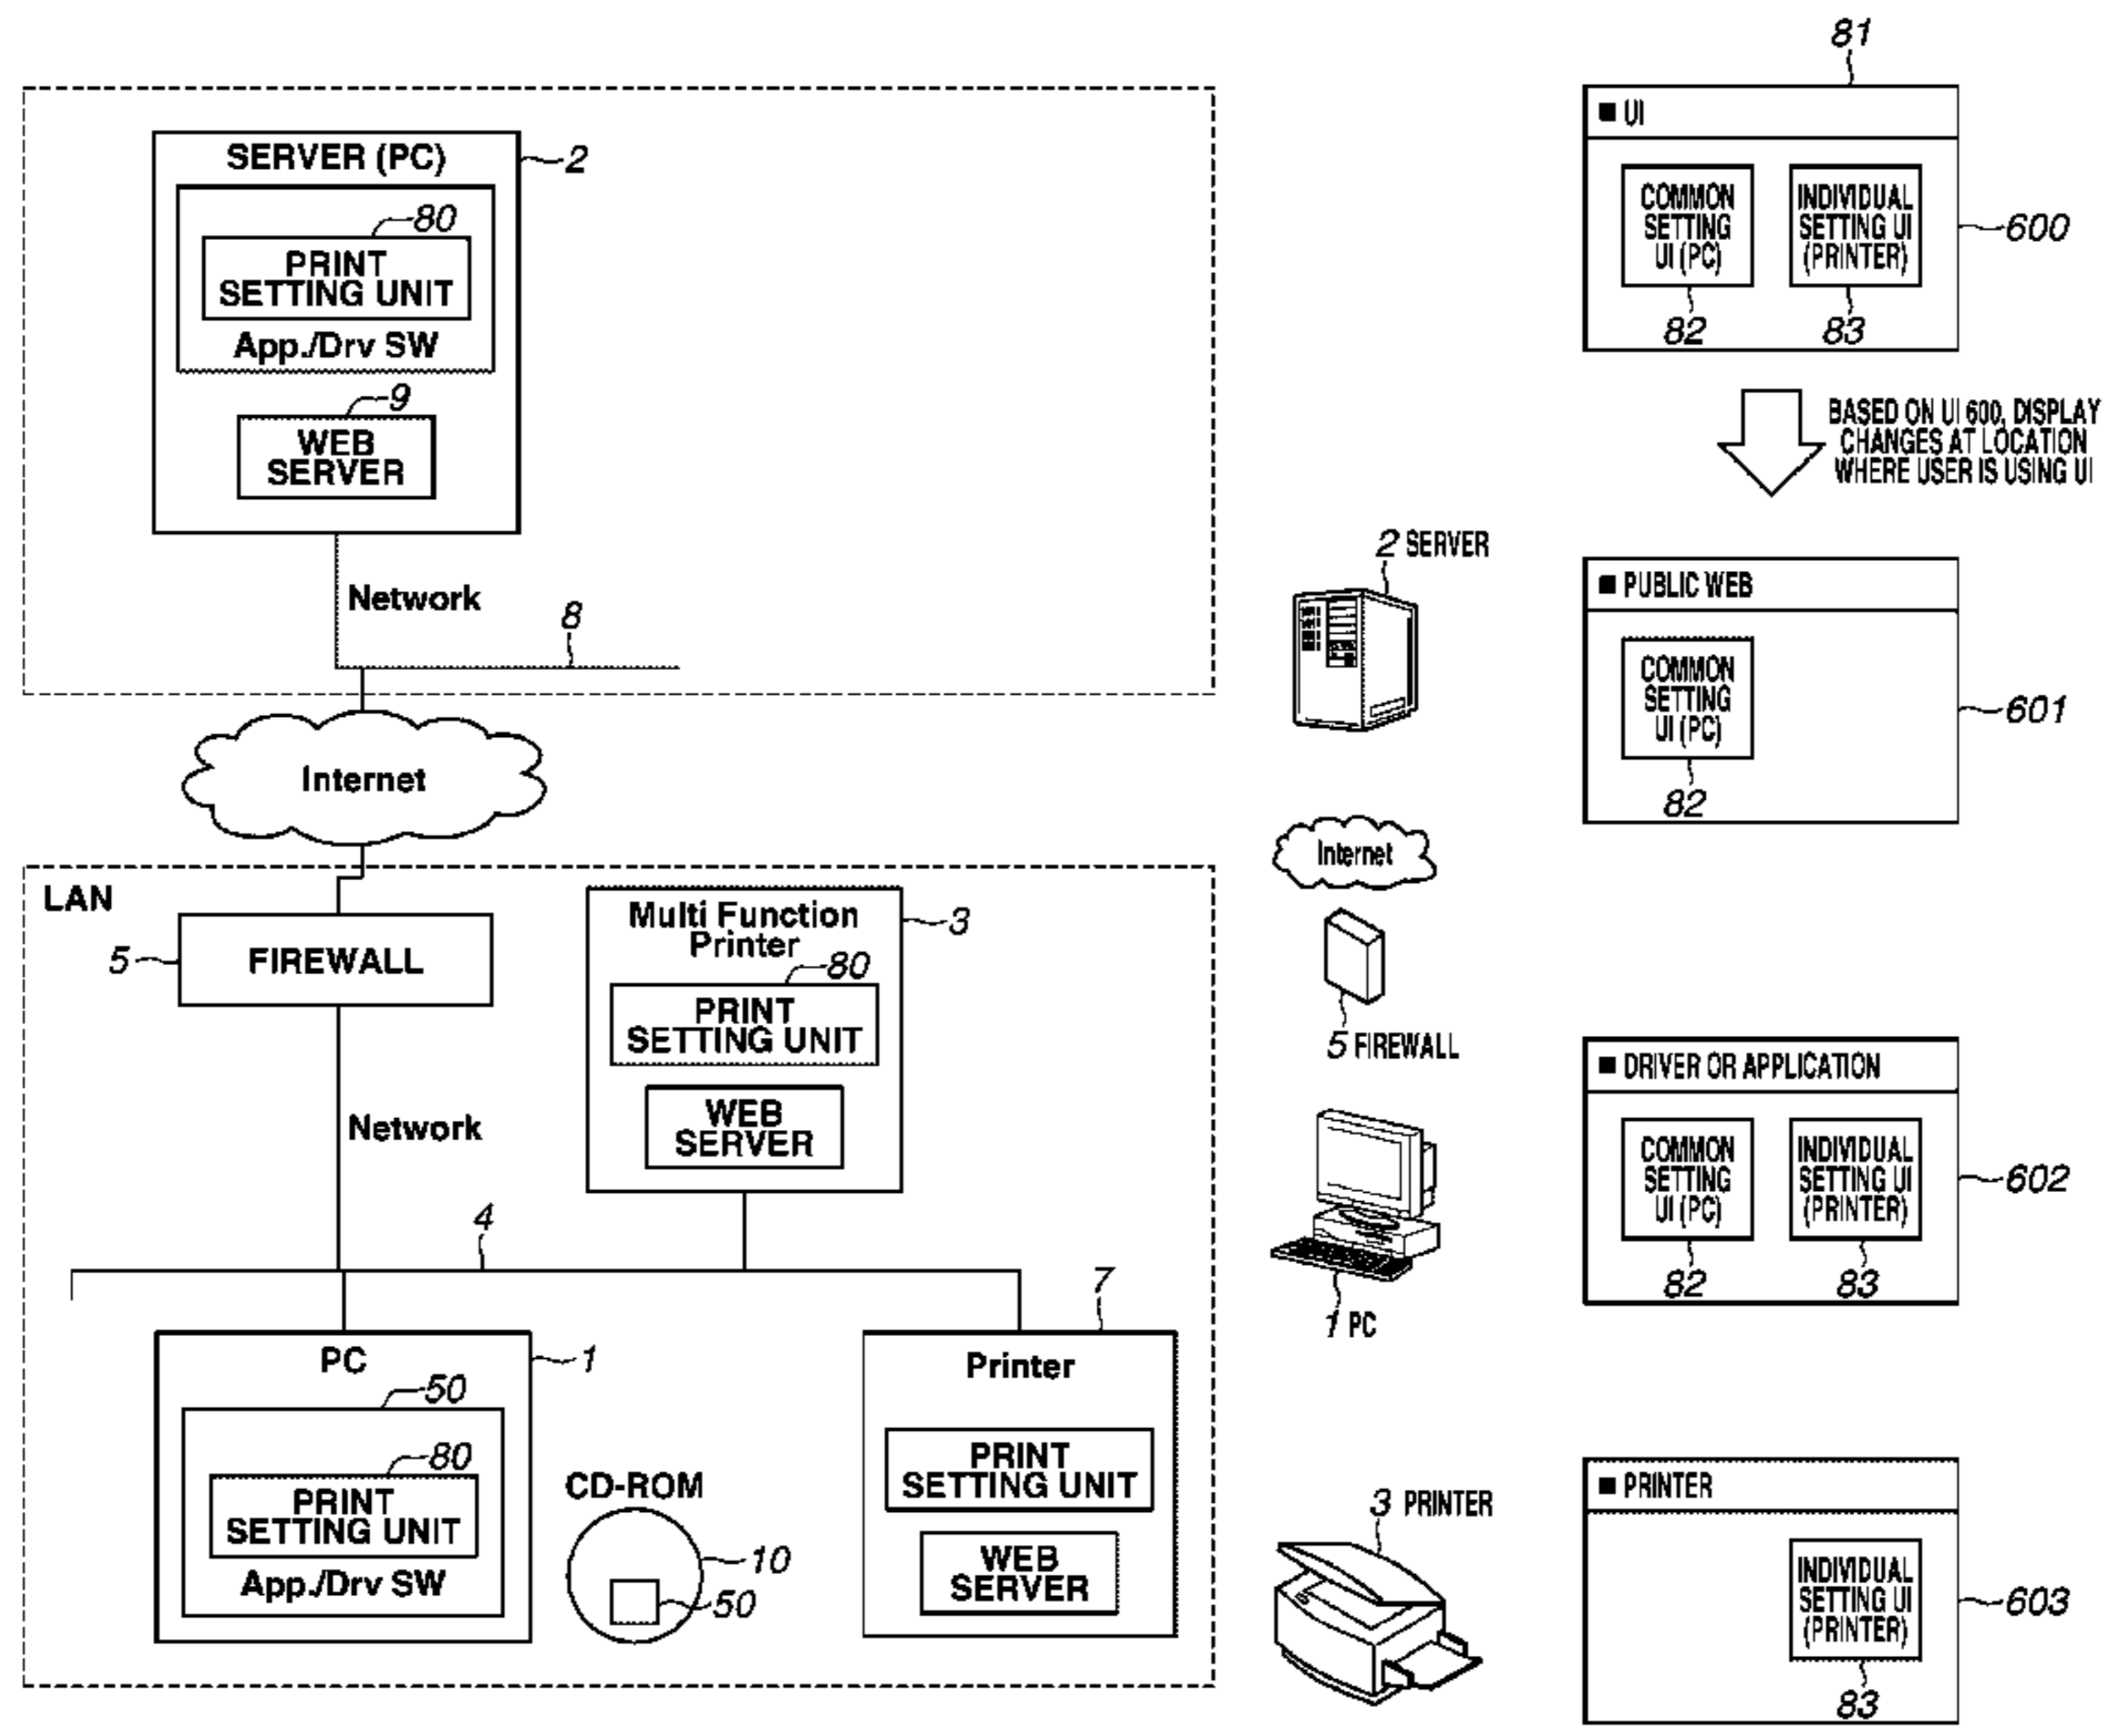 SERVER (PC)
2
80
PRINT
SETTING UNIT
App./Drv SW
9
WEB
SERVER
Network
8
Internet
LAN
5
FIREWALL
Multi Function
Printer
3
80
PRINT
SETTING UNIT
WEB
SERVER
Network
4
PC
1
50
80
PRINT
SETTING UNIT
App./Drv SW
CD-ROM
10
50
7
Printer
PRINT
SETTING UNIT
WEB
SERVER
2 SERVER
Internet
5 FIREWALL
1 PC
3 PRINTER
81
■ UI
COMMON
SETTING
UI (PC)
82
INDIVIDUAL
SETTING UI
(PRINTER)
83
600
BASED ON UI 600, DISPLAY
CHANGES AT LOCATION
WHERE USER IS USING UI
■ PUBLIC WEB
COMMON
SETTING
UI (PC)
82
601
■ DRIVER OR APPLICATION
COMMON
SETTING
UI (PC)
82
INDIVIDUAL
SETTING UI
(PRINTER)
83
602
■ PRINTER
INDIVIDUAL
SETTING UI
(PRINTER)
83
603